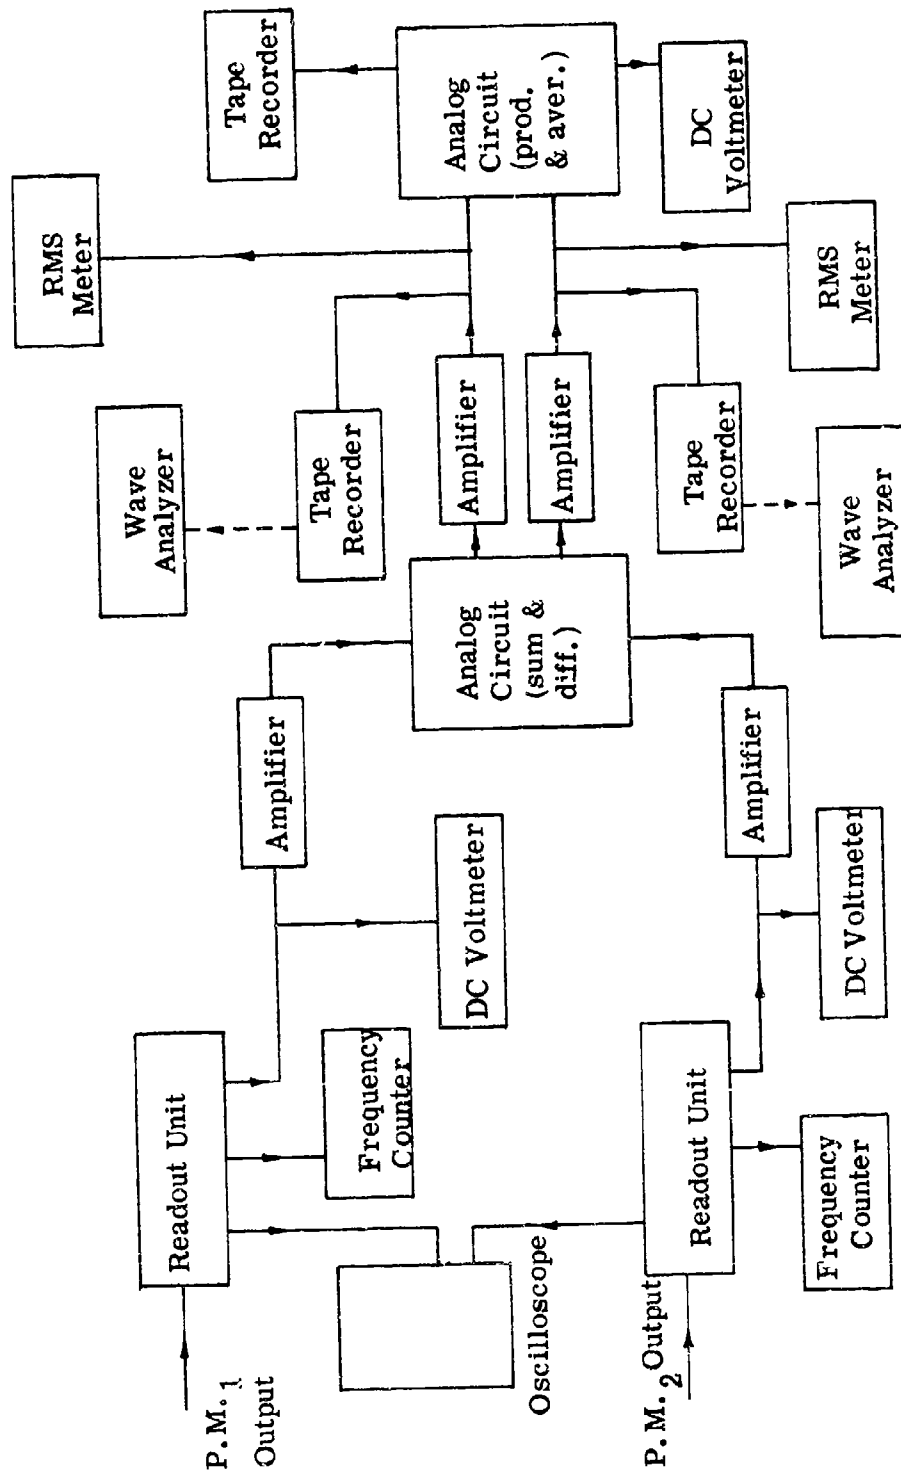 P.M.1
Output
Readout Unit
Frequency
Counter
DC Voltmeter
Amplifier
Oscilloscope
P.M.2 Output
Readout Unit
Frequency
Counter
DC Voltmeter
Amplifier
Analog
Circuit
(sum &
diff.)
Wave
Analyzer
Tape
Recorder
RMS
Meter
Amplifier
Amplifier
Tape
Recorder
Wave
Analyzer
RMS
Meter
Tape
Recorder
Analog
Circuit
(prod.
& aver.)
DC
Voltmeter